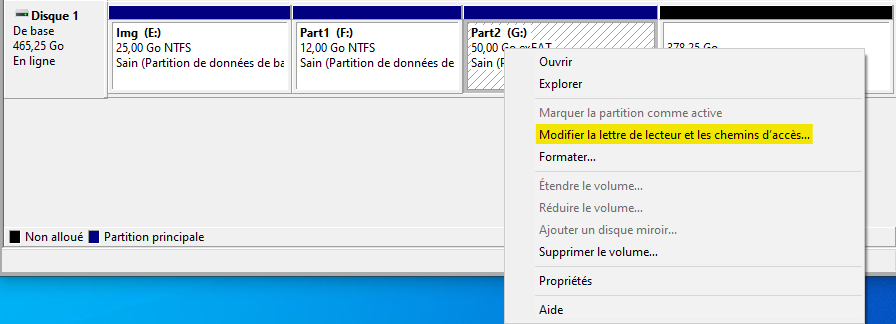 Disque 1
De base
465,25 Go
En ligne
Img (E:)
25,00 Go NTFS
Sain (Partition de données de ba
Part1 (F:)
12,00 Go NTFS
Sain (Partition de données de
Part2 (G:)
50,00 Go exFAT
Sain (P
378,25 Go
Ouvrir
Explorer
Marquer la partition comme active
Modifier la lettre de lecteur et les chemins d'accès...
Formater...
Étendre le volume...
Réduire le volume...
Ajouter un disque miroir...
Supprimer le volume...
Propriétés
Aide
Non alloué
Partition principale